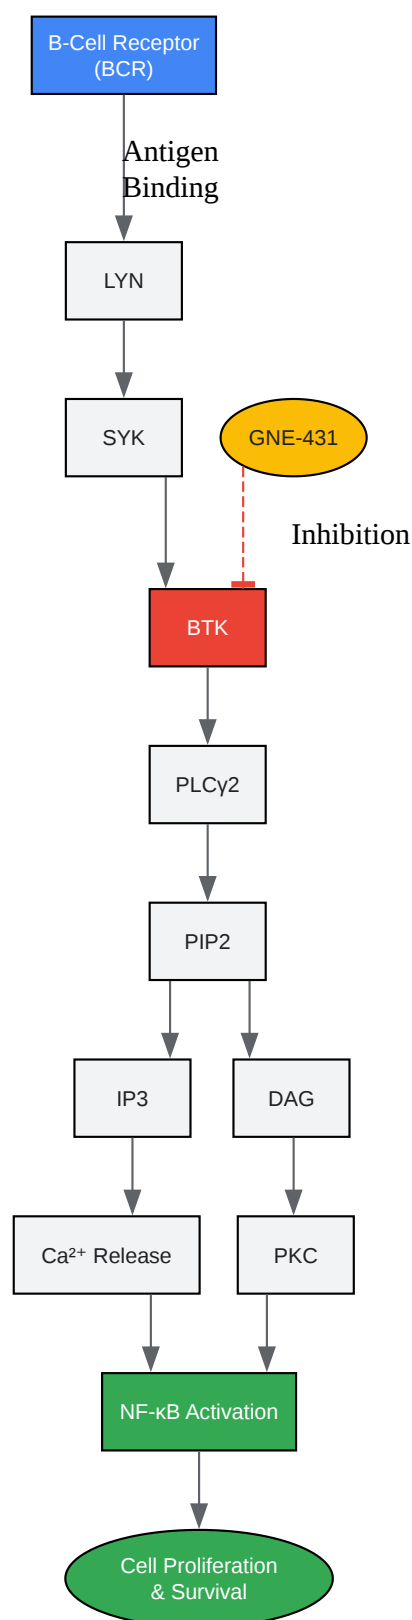 B-Cell Receptor
(BCR)
Antigen
Binding
LYN
SYK
GNE-431
Inhibition
BTK
PLCγ2
PIP2
IP3
DAG
Ca²⁺ Release
PKC
NF-κB Activation
Cell Proliferation
& Survival